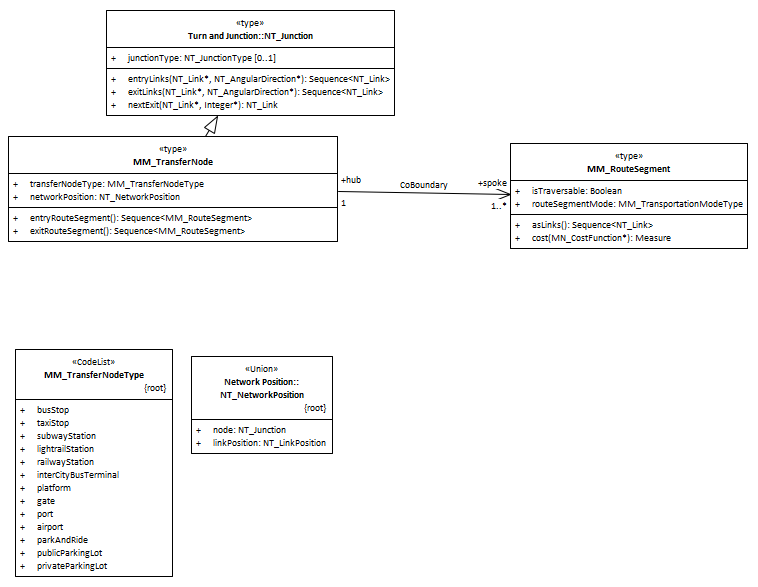 «type»
Turn and Junction::NT_Junction
+ junctionType: NT_JunctionType [0..1]
+ entryLinks(NT_Link*, NT_AngularDirection*): Sequence<NT_Link>
+ exitLinks(NT_Link*, NT_AngularDirection*): Sequence<NT_Link>
+ nextExit(NT_Link*, Integer*): NT_Link
«type»
MM_TransferNode
+ transferNodeType: MM_TransferNodeType
+ networkPosition: NT_NetworkPosition
+ entryRouteSegment(): Sequence<MM_RouteSegment>
+ exitRouteSegment(): Sequence<MM_RouteSegment>
+hub
1
CoBoundary
+spoke
1..*
«type»
MM_RouteSegment
+ isTraversable: Boolean
+ routeSegmentMode: MM_TransportationModeType
+ asLinks(): Sequence<NT_Link>
+ cost(MN_CostFunction*): Measure
«CodeList»
MM_TransferNodeType
{root}
+ busStop
+ taxiStop
+ subwayStation
+ lightrailStation
+ railwayStation
+ interCityBusTerminal
+ platform
+ gate
+ port
+ airport
+ parkAndRide
+ publicParkingLot
+ privateParkingLot
«Union»
Network Position::
NT_NetworkPosition
{root}
+ node: NT_Junction
+ linkPosition: NT_LinkPosition